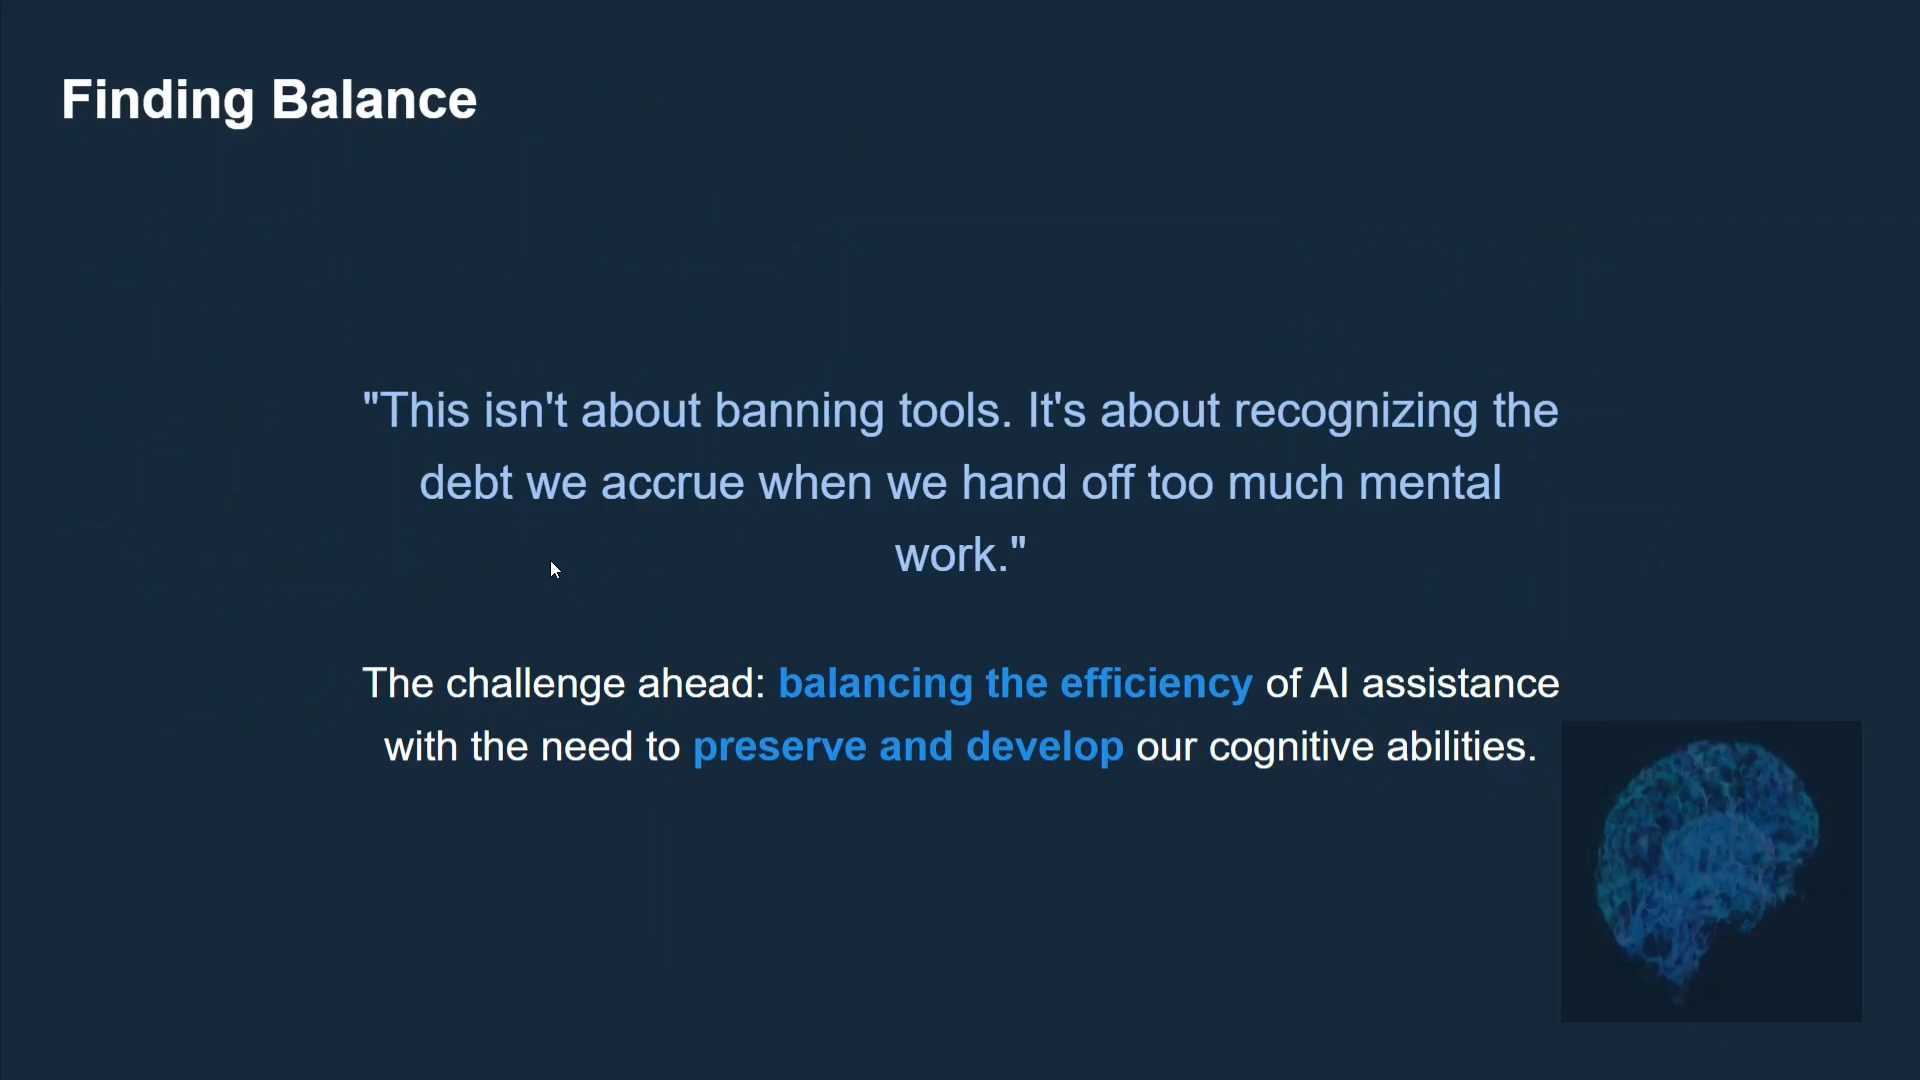 Finding Balance
"This isn't about banning tools. It's about recognizing the
debt we accrue when we hand off too much mental
work."
The challenge ahead: balancing the efficiency of AI assistance
with the need to preserve and develop our cognitive abilities.